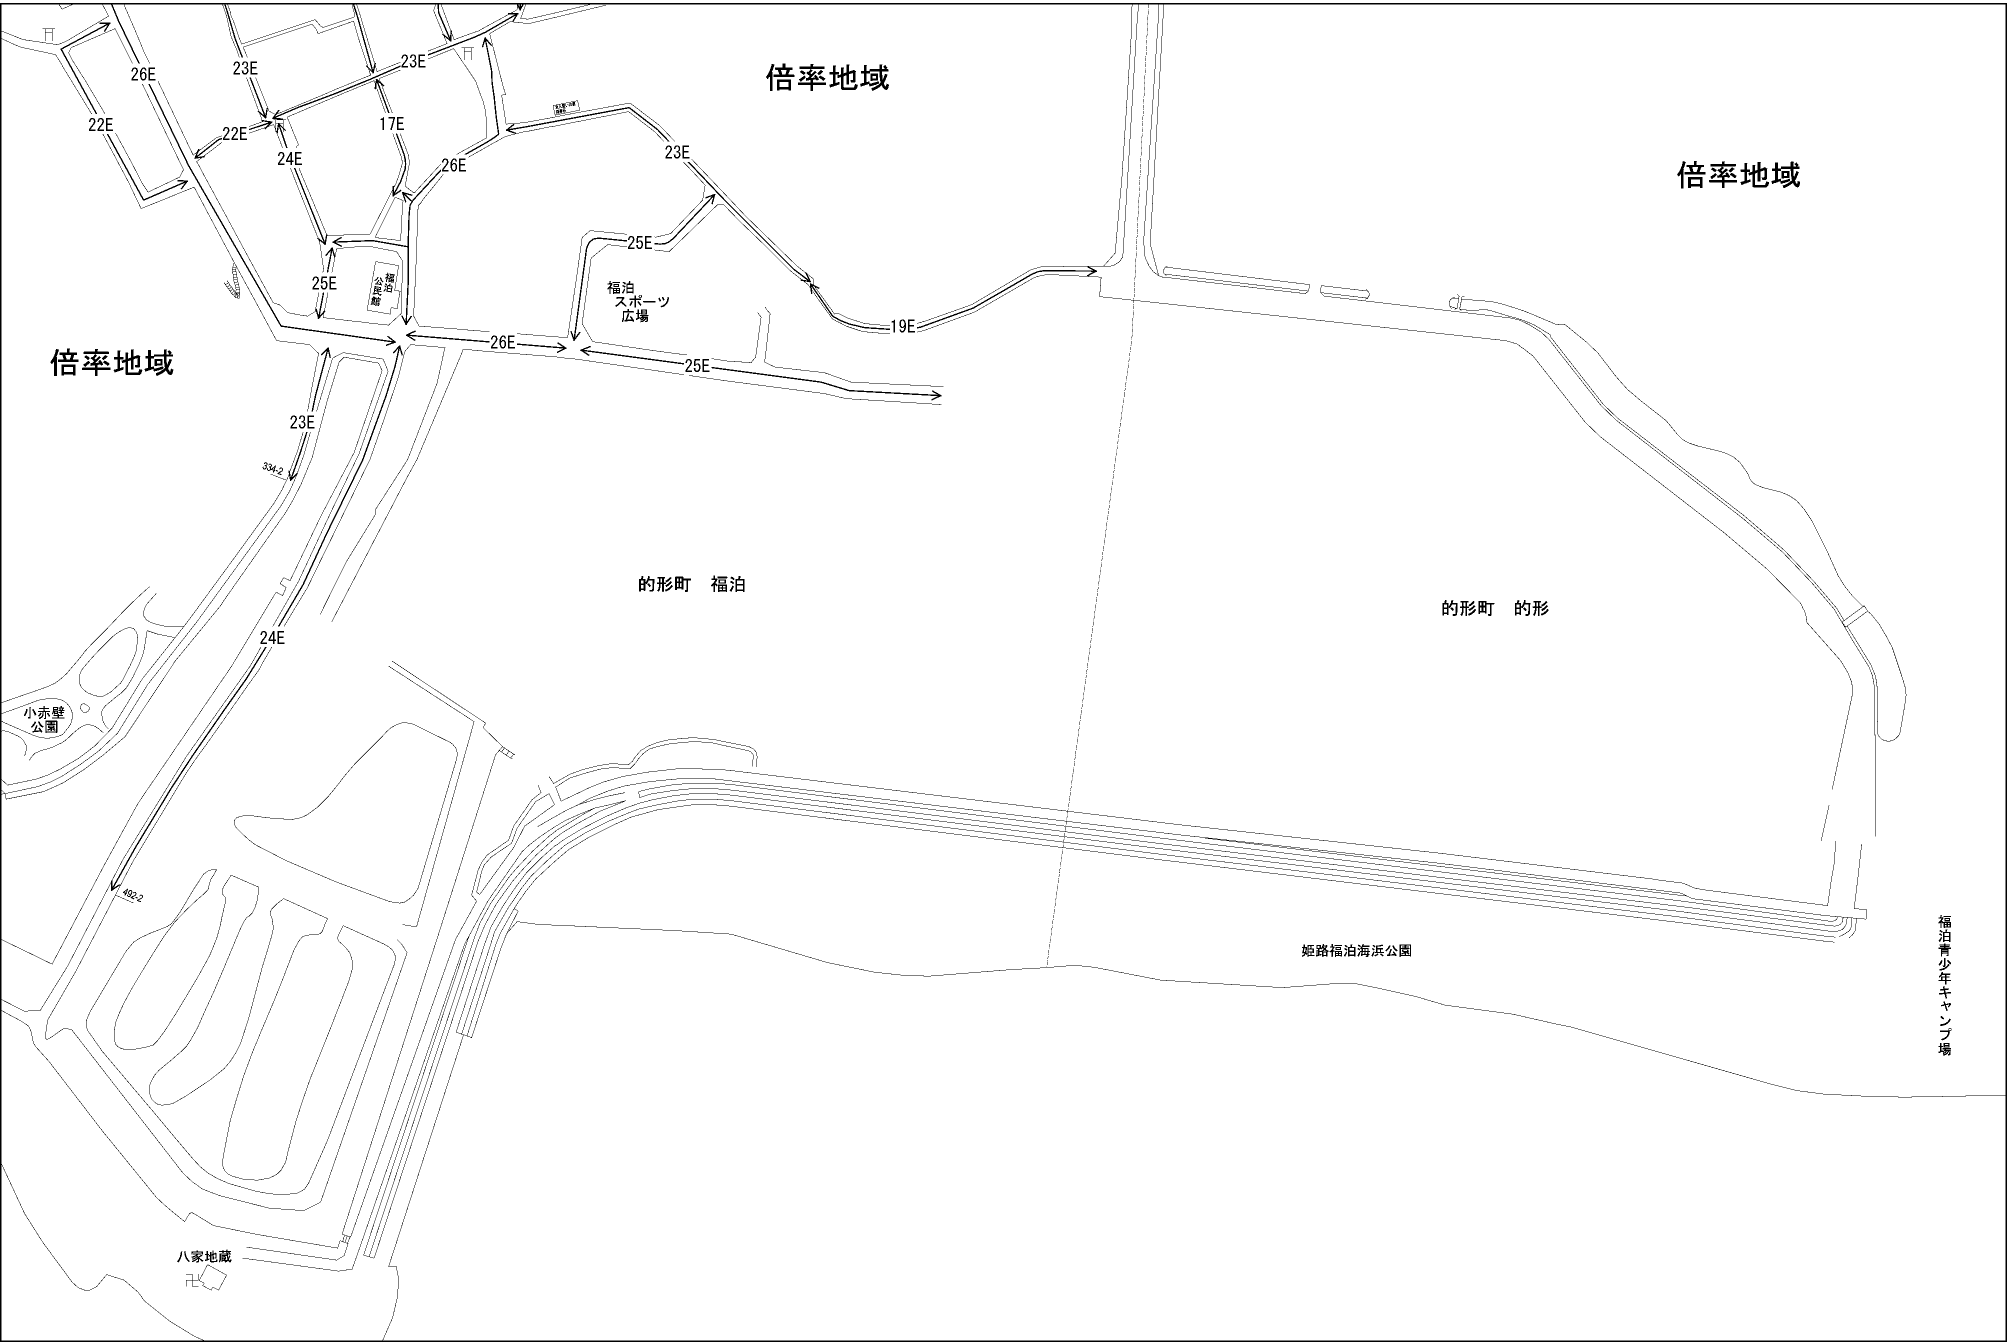 23E
倍率地域
26E
23E
22E
17E
22E
24E
26E
23E
倍率地域
25E
25E
福泊
公民館
福泊
スポーツ
広場
19E
26E
倍率地域
25E
23E
334-2
的形町 福泊
的形町 的形
24E
小赤壁
公園
492-2
姫路福泊海浜公園
福泊青少年キャンプ場
八家地蔵